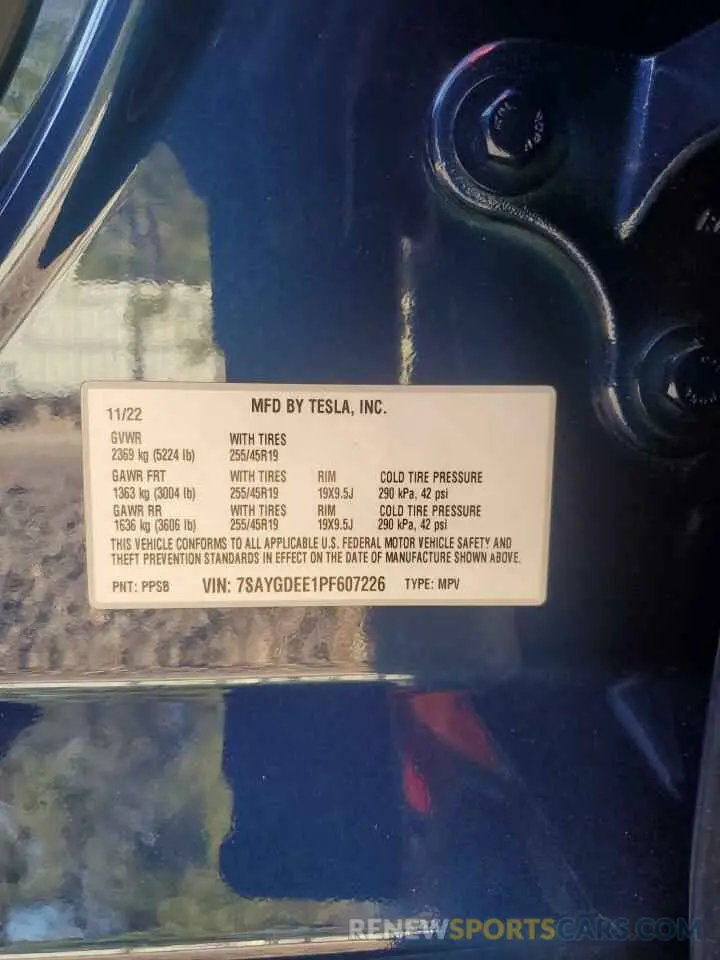 MFD BY TESLA, INC.
11/22
GVWR WITH TIRES
2369 kg (5224 lb) 255/45R19
GAWR FRT WITH TIRES RIM COLD TIRE PRESSURE
1363 kg (3004 lb) 255/45R19 19X9.5J 290 kPa, 42 psi
GAWR RR WITH TIRES RIM COLD TIRE PRESSURE
1636 kg (3606 lb) 255/45R19 19X9.5J 290 kPa, 42 psi
THIS VEHICLE CONFORMS TO ALL APPLICABLE U.S. FEDERAL MOTOR VEHICLE SAFETY AND
THEFT PREVENTION STANDARDS IN EFFECT ON THE DATE OF MANUFACTURE SHOWN ABOVE.
PNT: PPSB VIN: 7SAYGDEE1PF607226 TYPE: MPV
RENEWSPORTSCARS.COM